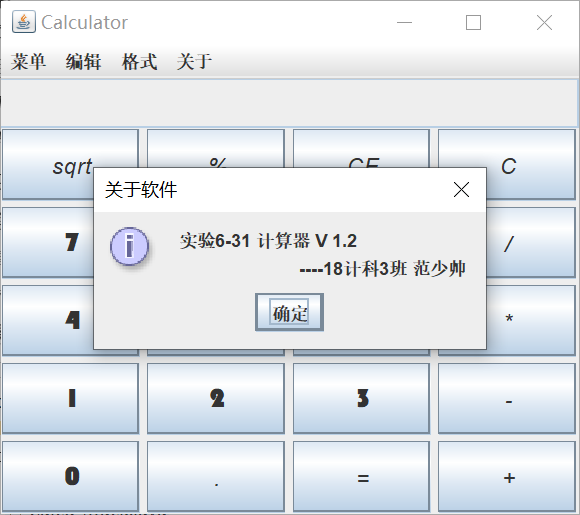 Calculator
菜单 编辑 格式 关于
sqrt % CE C
关于软件
7 /
实验6-31 计算器 V 1.2
----18计科3班 范少帅
确定
4 *
1 2 3 -
0 . = +